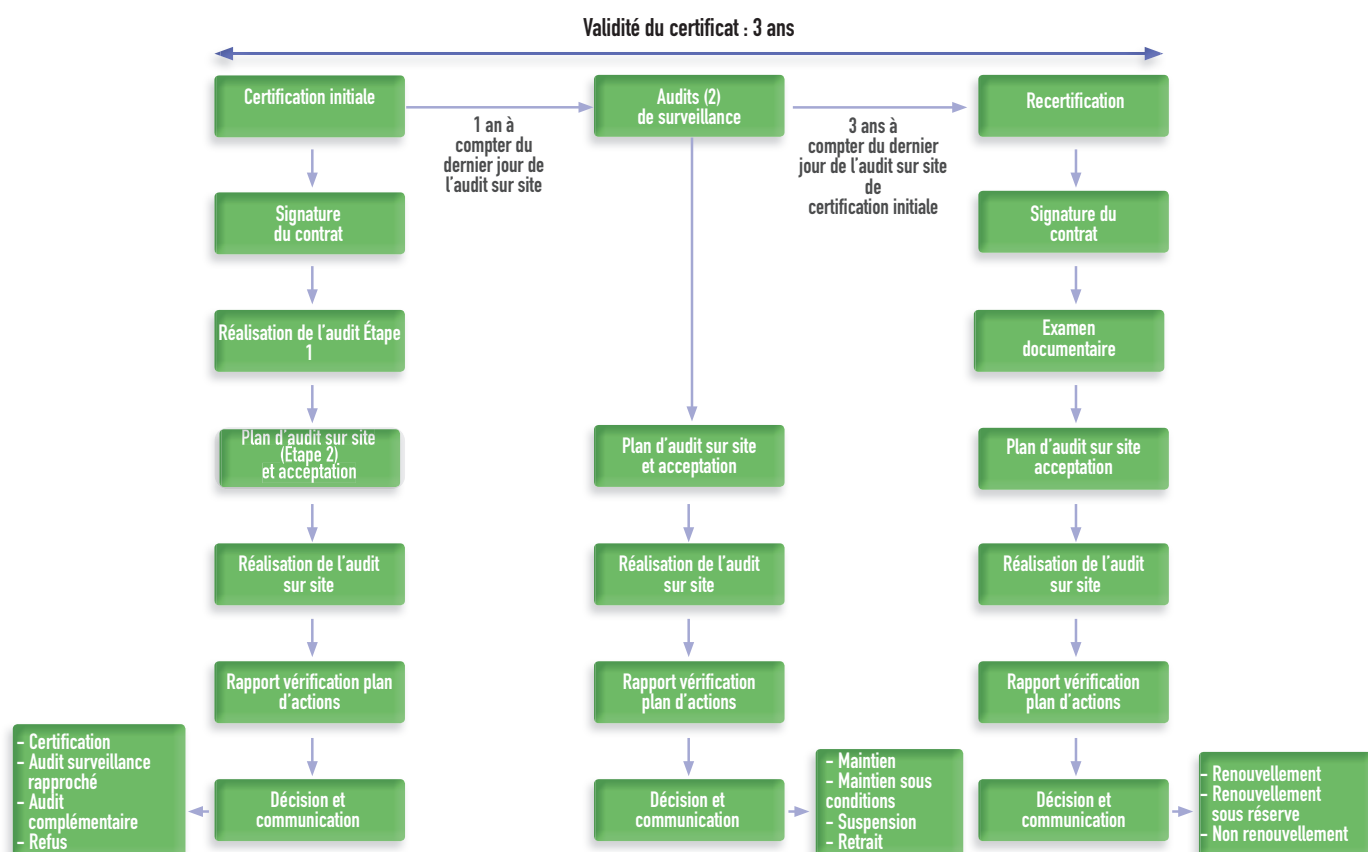 Validité du certificat : 3 ans
Certification initiale
1 an à
compter du
dernier jour de
l'audit sur site
Audits (2)
de surveillance
3 ans à
compter du dernier
jour de l'audit sur site
de
certification initiale
Recertification
Signature
du contrat
Signature du
contrat
Réalisation de l'audit Étape
1
Examen
documentaire
Plan d'audit sur site
(Étape 2)
et acceptation
Plan d'audit sur site
et acceptation
Plan d'audit sur site
acceptation
Réalisation de l'audit
sur site
Réalisation de l'audit
sur site
Réalisation de l'audit
sur site
Rapport vérification plan
d'actions
Rapport vérification
plan d'actions
Rapport vérification
plan d'actions
- Certification
- Audit surveillance
rapproché
- Audit
complémentaire
- Refus
Décision et
communication
Décision et
communication
- Maintien
- Maintien sous
conditions
- Suspension
- Retrait
Décision et
communication
- Renouvellement
- Renouvellement
sous réserve
- Non renouvellement